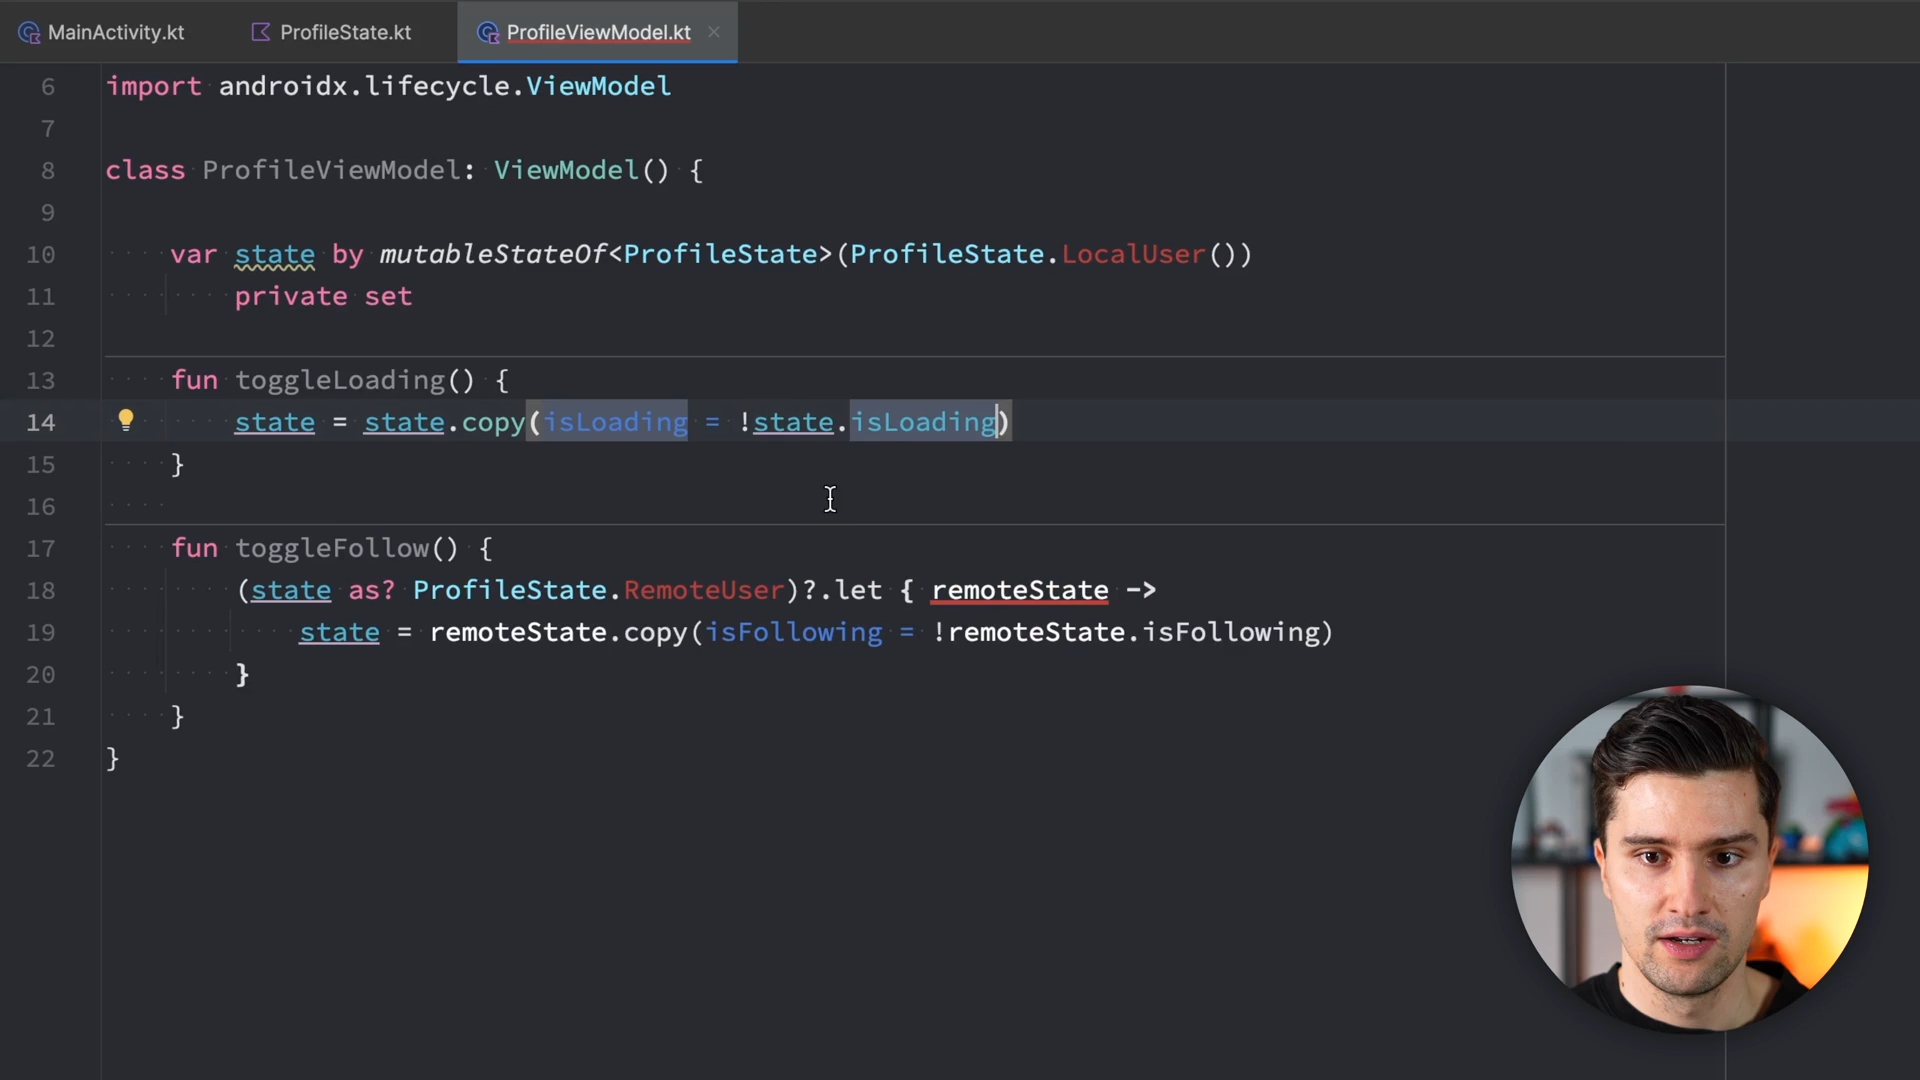 MainActivity.kt ProfileState.kt ProfileViewModel.kt
6 import androidx.lifecycle.ViewModel
7
8 class ProfileViewModel: ViewModel() {
9
10 var state by mutableStateOf<ProfileState>(ProfileState.LocalUser())
11 private set
12
13 fun toggleLoading() {
14 state = state.copy(isLoading = !state.isLoading)
15 }
16
17 fun toggleFollow() {
18 (state as? ProfileState.RemoteUser)?.let { remoteState ->
19 state = remoteState.copy(isFollowing = !remoteState.isFollowing)
20 }
21 }
22 }